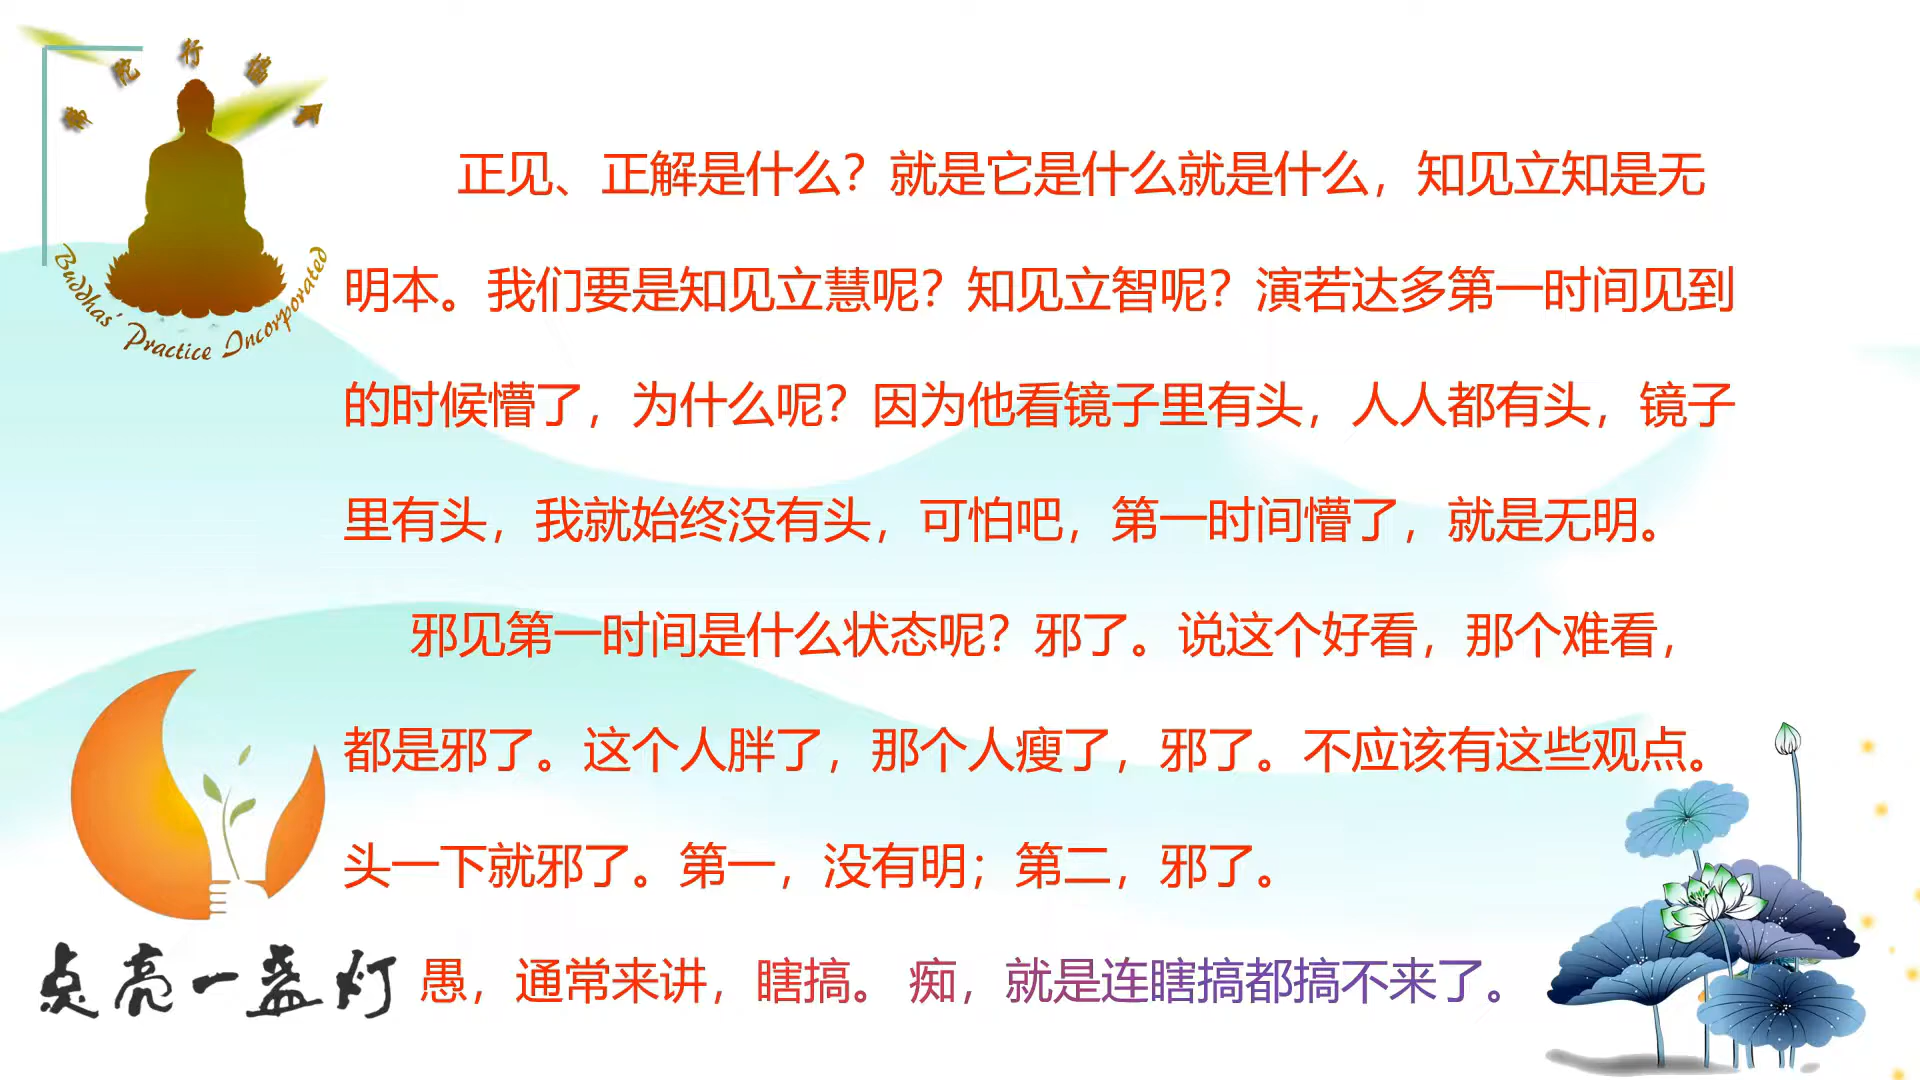 正见、正解是什么？就是它是什么就是什么，知见立知是无
明本。我们要是知见立慧呢？知见立智呢？演若达多第一时间见到
的时候懵了，为什么呢？因为他看镜子里有头，人人都有头，镜子
里有头，我就始终没有头，可怕吧，第一时间懵了，就是无明。
邪见第一时间是什么状态呢？邪了。说这个好看，那个难看，
都是邪了。这个人胖了，那个人瘦了，邪了。不应该有这些观点。
头一下就邪了。第一，没有明；第二，邪了。
愚，通常来讲，瞎搞。 痴，就是连瞎搞都搞不来了。
点亮一盏灯
行
Buddhas' Practice Incorporated